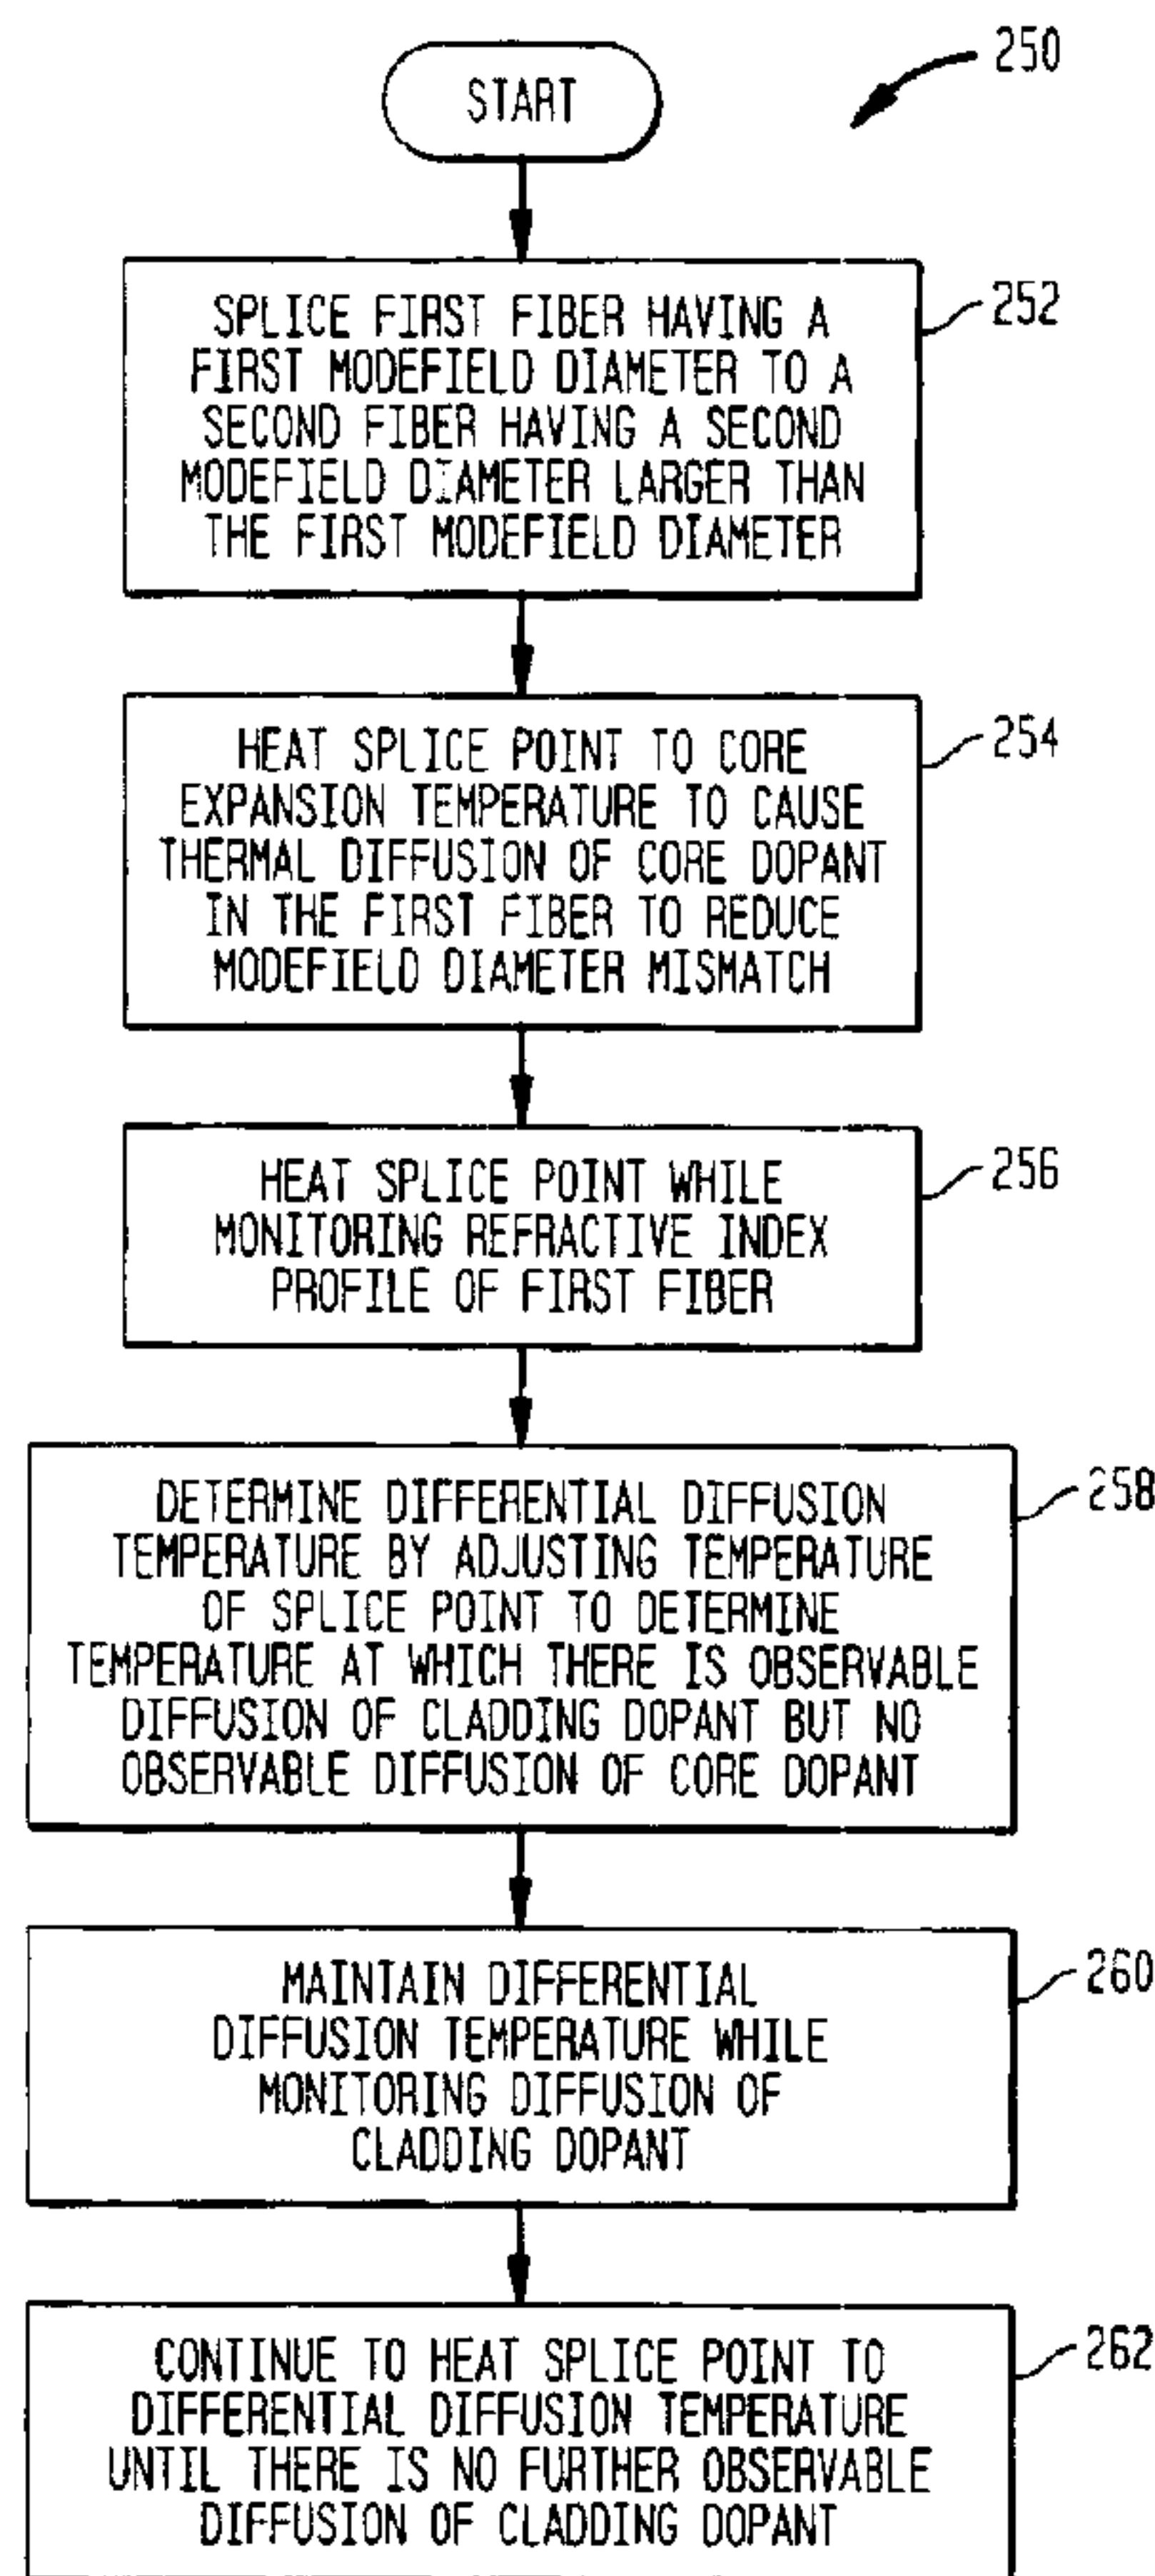 250
START
252
SPLICE FIRST FIBER HAVING A
FIRST MODEFIELD DIAMETER TO A
SECOND FIBER HAVING A SECOND
MODEFIELD DIAMETER LARGER THAN
THE FIRST MODEFIELD DIAMETER
254
HEAT SPLICE POINT TO CORE
EXPANSION TEMPERATURE TO CAUSE
THERMAL DIFFUSION OF CORE DOPANT
IN THE FIRST FIBER TO REDUCE
MODEFIELD DIAMETER MISMATCH
256
HEAT SPLICE POINT WHILE
MONITORING REFRACTIVE INDEX
PROFILE OF FIRST FIBER
258
DETERMINE DIFFERENTIAL DIFFUSION
TEMPERATURE BY ADJUSTING TEMPERATURE
OF SPLICE POINT TO DETERMINE
TEMPERATURE AT WHICH THERE IS OBSERVABLE
DIFFUSION OF CLADDING DOPANT BUT NO
OBSERVABLE DIFFUSION OF CORE DOPANT
260
MAINTAIN DIFFERENTIAL
DIFFUSION TEMPERATURE WHILE
MONITORING DIFFUSION OF
CLADDING DOPANT
262
CONTINUE TO HEAT SPLICE POINT TO
DIFFERENTIAL DIFFUSION TEMPERATURE
UNTIL THERE IS NO FURTHER OBSERVABLE
DIFFUSION OF CLADDING DOPANT